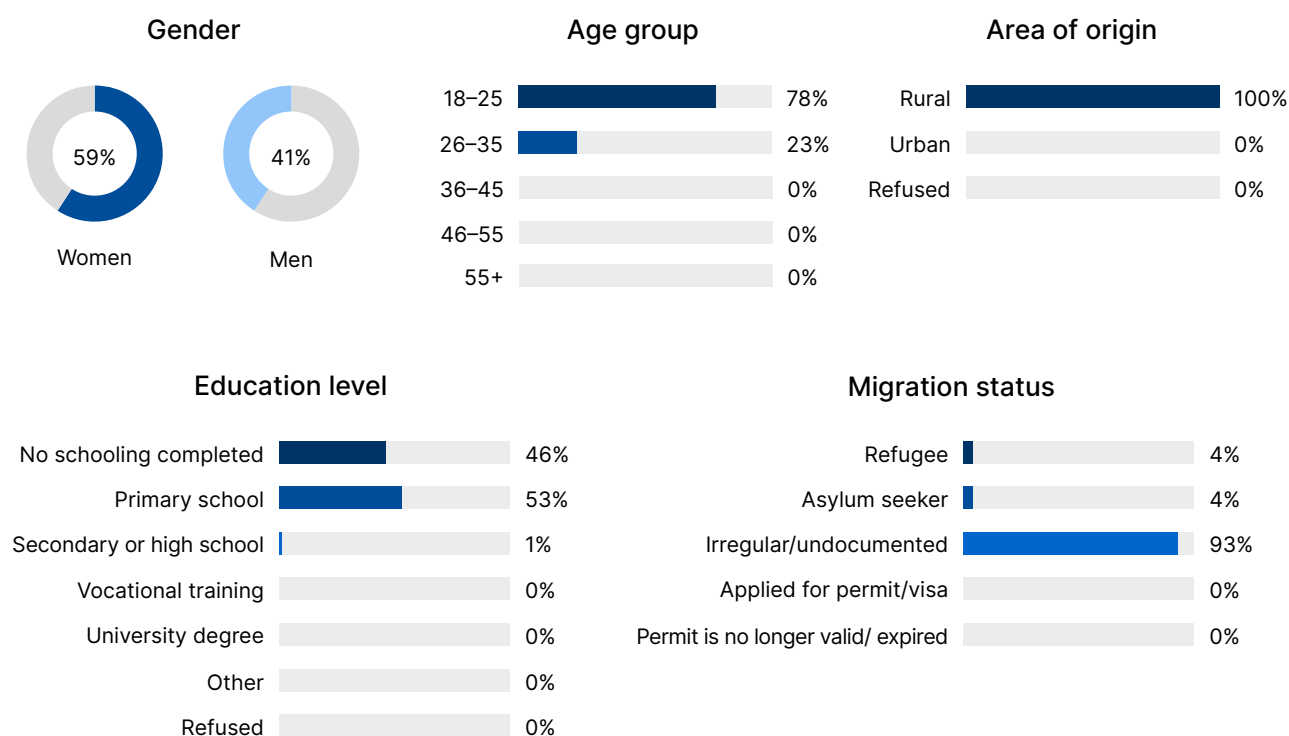 Gender
59%
41%
Women
Men
Age group
18–25 78%
26–35 23%
36–45 0%
46–55 0%
55+ 0%
Area of origin
Rural 100%
Urban 0%
Refused 0%
Education level
No schooling completed 46%
Primary school 53%
Secondary or high school 1%
Vocational training 0%
University degree 0%
Other 0%
Refused 0%
Migration status
Refugee 4%
Asylum seeker 4%
Irregular/undocumented 93%
Applied for permit/visa 0%
Permit is no longer valid/ expired 0%